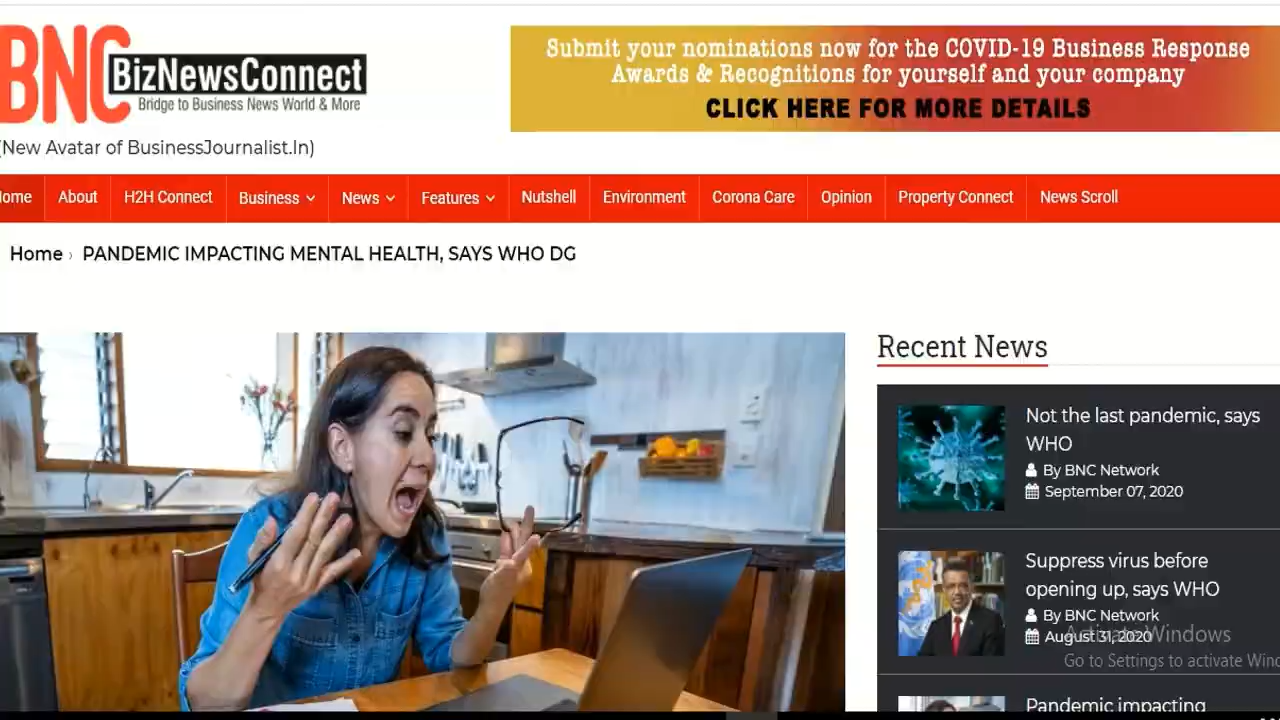 BNC
BizNewsConnect
Bridge to Business News World & More
(New Avatar of BusinessJournalist.In)
Submit your nominations now for the COVID-19 Business Response
Awards & Recognitions for yourself and your company
CLICK HERE FOR MORE DETAILS
Home About H2H Connect Business News Features Nutshell Environment Corona Care Opinion Property Connect News Scroll
Home › PANDEMIC IMPACTING MENTAL HEALTH, SAYS WHO DG
Recent News
Not the last pandemic, says
WHO
By BNC Network
September 07, 2020
Suppress virus before
opening up, says WHO
By BNC Network
August 31, 2020
Activate Windows
Go to Settings to activate Win
Pandemic impacting